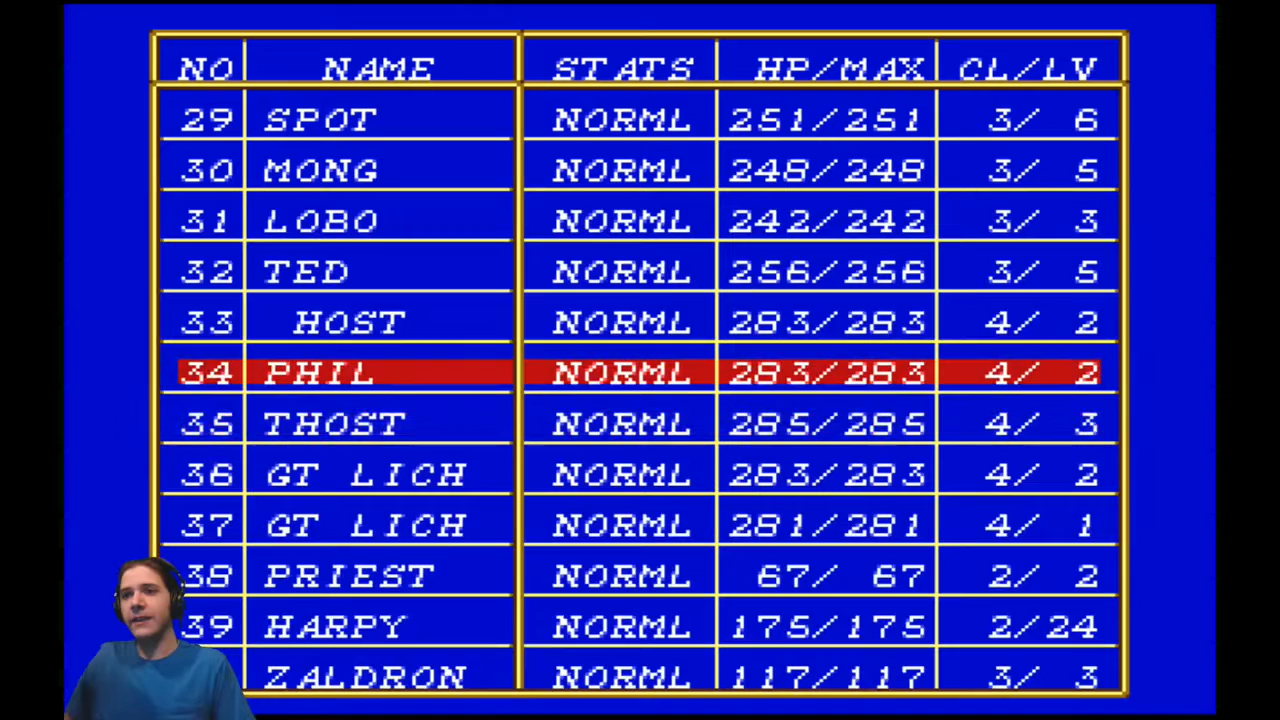 NO NAME STATS HP/MAX CL/LV
29 SPOT NORML 251/251 3/ 6
30 MONG NORML 248/248 3/ 5
31 LOBO NORML 242/242 3/ 3
32 TED NORML 256/256 3/ 5
33 HOST NORML 283/283 4/ 2
34 PHIL NORML 283/283 4/ 2
35 THOST NORML 285/285 4/ 3
36 GT LICH NORML 283/283 4/ 2
37 GT LICH NORML 281/281 4/ 1
38 PRIEST NORML 67/ 67 2/ 2
39 HARPY NORML 175/175 2/24
ZALDRON NORML 117/117 3/ 3